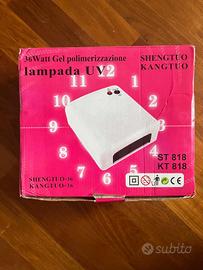 36Watt Gel polimerizzazione
lampada UV
SHENGTUO
KANGTUO
12
11
1
10
2
9
3
8
4
7
5
6
ST 818
KT 818
SHENGTUO-36
KANGTUO-36
CE
subito